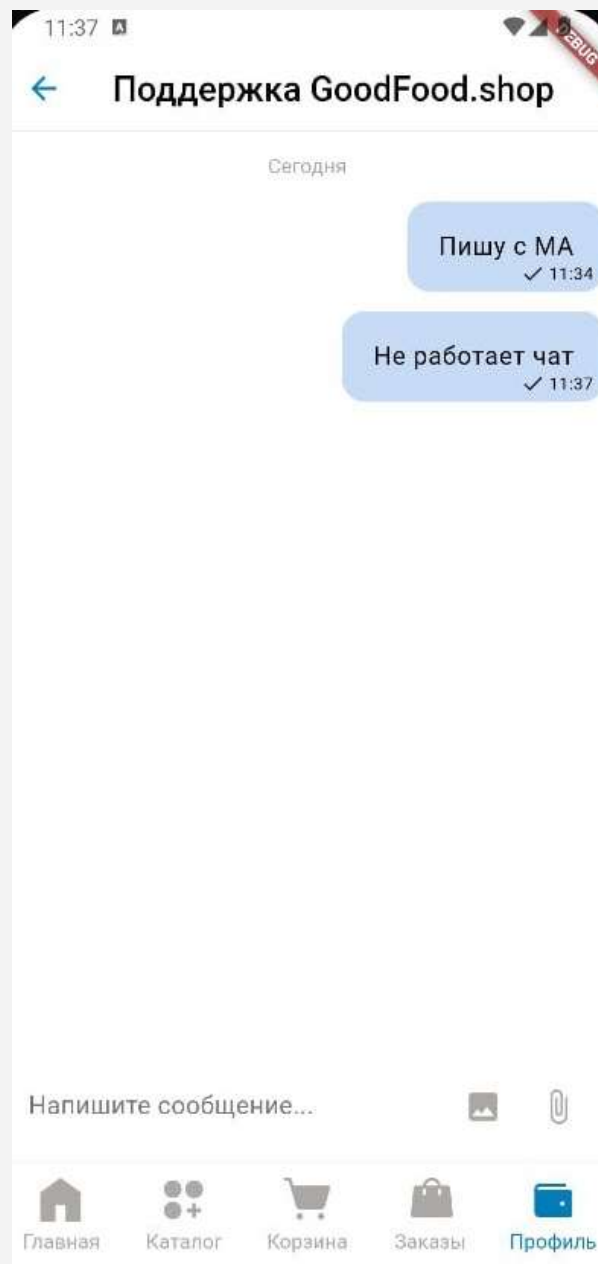 11:37
DEBUG
Поддержка GoodFood.shop
Сегодня
Пишу с МА
11:34
Не работает чат
11:37
Напишите сообщение...
Главная
Каталог
Корзина
Заказы
Профиль